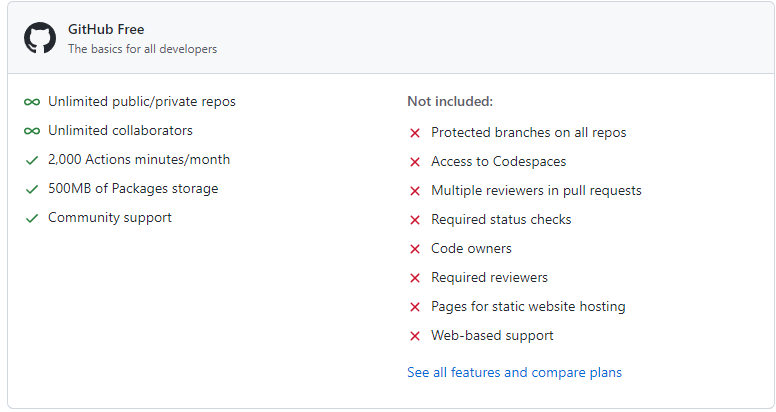 GitHub Free
The basics for all developers
Unlimited public/private repos
Unlimited collaborators
2,000 Actions minutes/month
500MB of Packages storage
Community support
Not included:
Protected branches on all repos
Access to Codespaces
Multiple reviewers in pull requests
Required status checks
Code owners
Required reviewers
Pages for static website hosting
Web-based support
See all features and compare plans